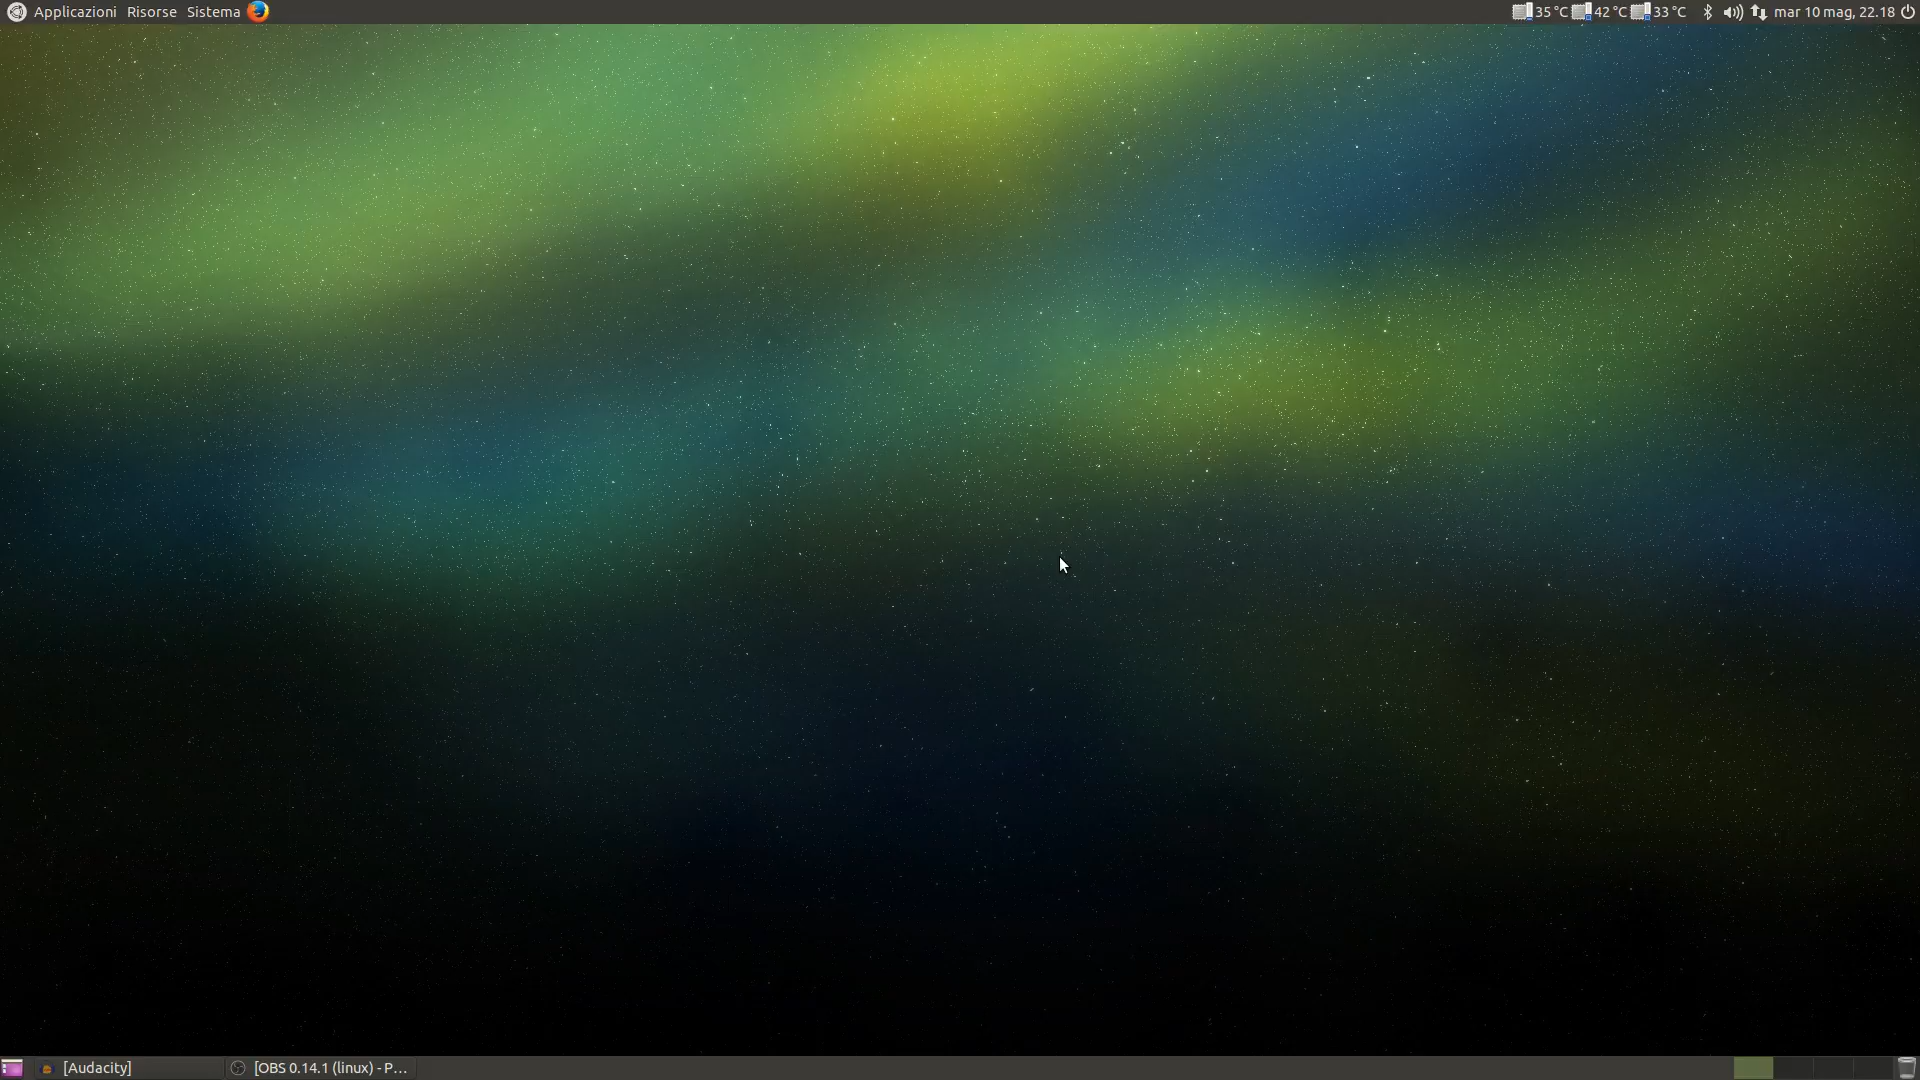 Applicazioni Risorse Sistema 35 °C 42 °C 33 °C mar 10 mag, 22.18
[Audacity] [OBS 0.14.1 (linux) - P...